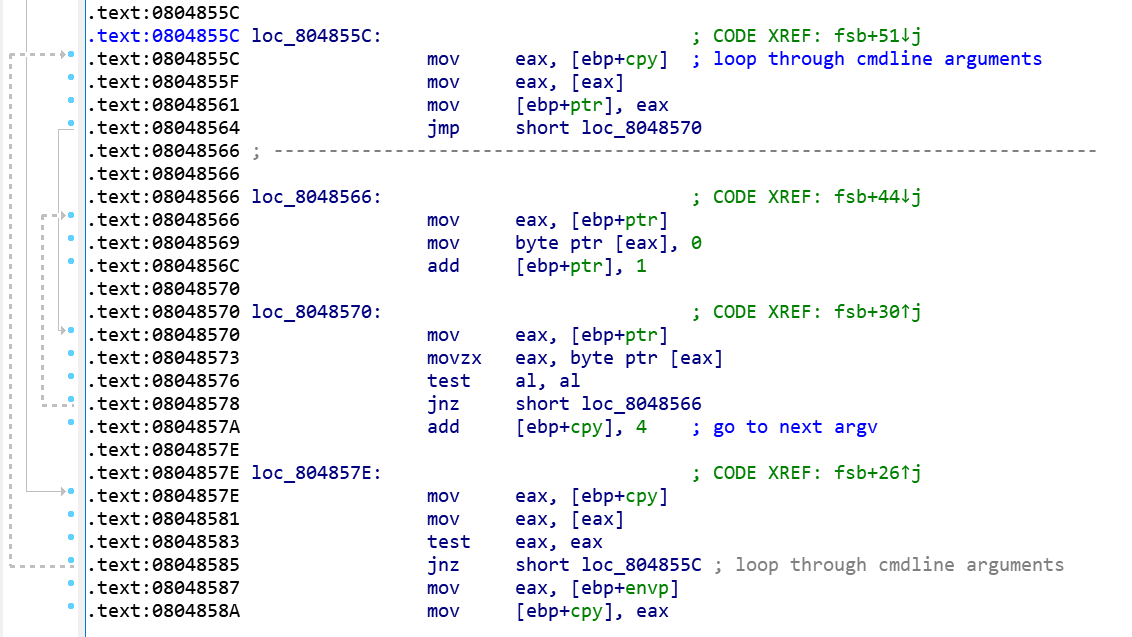 .text:0804855C
.text:0804855C loc_804855C: ; CODE XREF: fsb+51↓j
.text:0804855C mov eax, [ebp+cpy] ; loop through cmdline arguments
.text:0804855F mov eax, [eax]
.text:08048561 mov [ebp+ptr], eax
.text:08048564 jmp short loc_8048570
.text:08048566 ; ---------------------------------------------------------------------------
.text:08048566
.text:08048566 loc_8048566: ; CODE XREF: fsb+44↓j
.text:08048566 mov eax, [ebp+ptr]
.text:08048569 mov byte ptr [eax], 0
.text:0804856C add [ebp+ptr], 1
.text:08048570
.text:08048570 loc_8048570: ; CODE XREF: fsb+30↑j
.text:08048570 mov eax, [ebp+ptr]
.text:08048573 movzx eax, byte ptr [eax]
.text:08048576 test al, al
.text:08048578 jnz short loc_8048566
.text:0804857A add [ebp+cpy], 4 ; go to next argv
.text:0804857E
.text:0804857E loc_804857E: ; CODE XREF: fsb+26↑j
.text:0804857E mov eax, [ebp+cpy]
.text:08048581 mov eax, [eax]
.text:08048583 test eax, eax
.text:08048585 jnz short loc_804855C ; loop through cmdline arguments
.text:08048587 mov eax, [ebp+envp]
.text:0804858A mov [ebp+cpy], eax